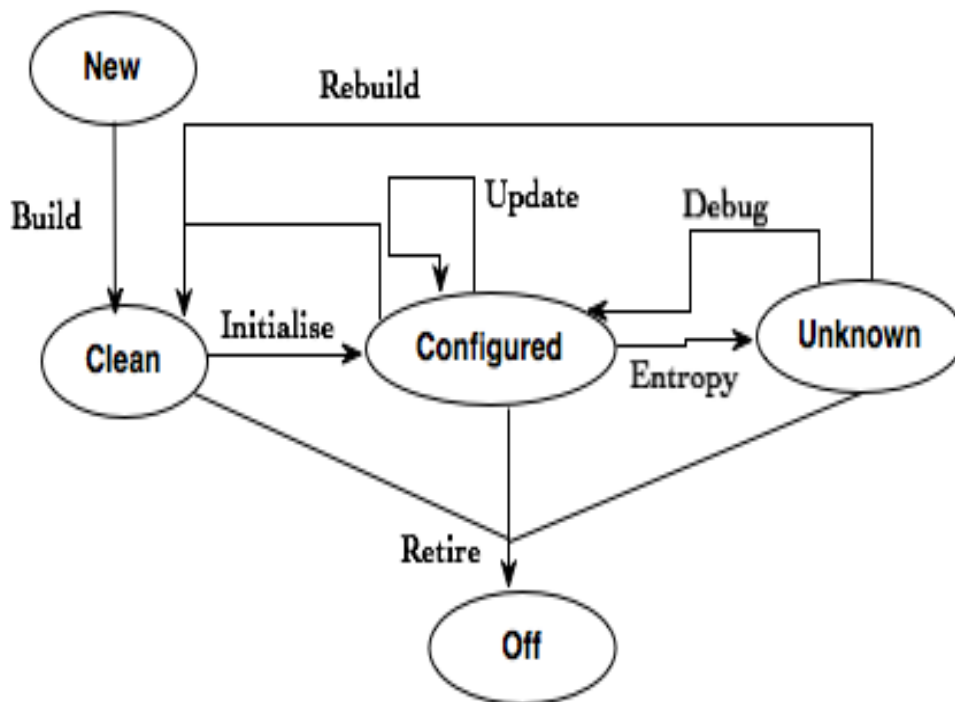 New
Rebuild
Update
Debug
Build
Initialise
Clean
Configured
Unknown
Entropy
Retire
Off